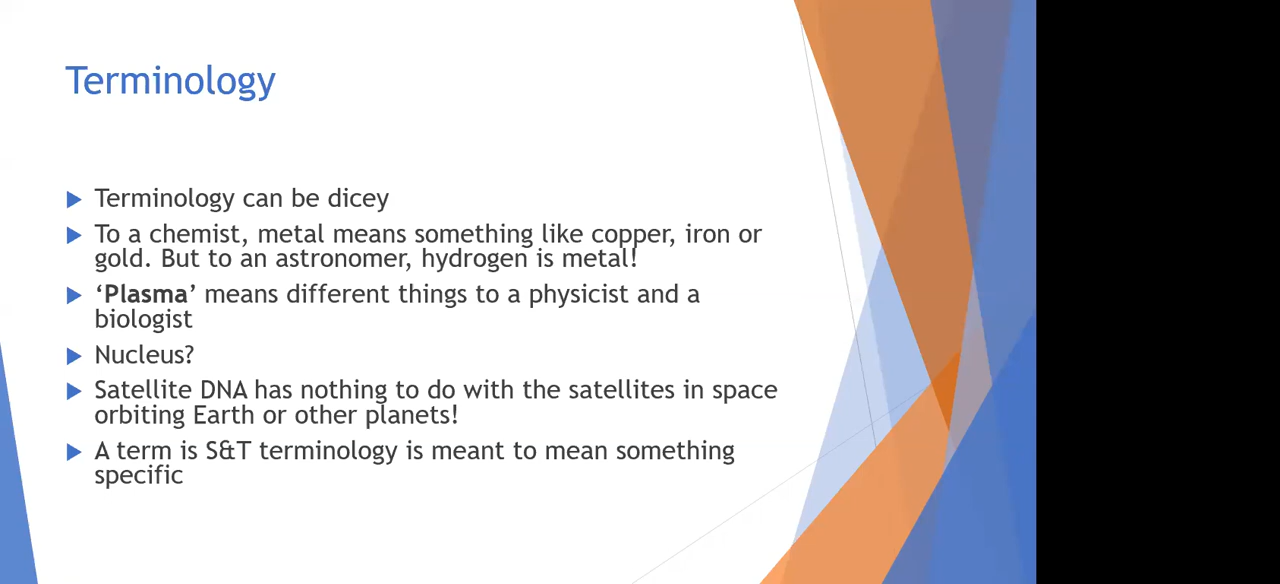 Terminology
Terminology can be dicey
To a chemist, metal means something like copper, iron or
gold. But to an astronomer, hydrogen is metal!
‘Plasma’ means different things to a physicist and a
biologist
Nucleus?
Satellite DNA has nothing to do with the satellites in space
orbiting Earth or other planets!
A term is S&T terminology is meant to mean something
specific